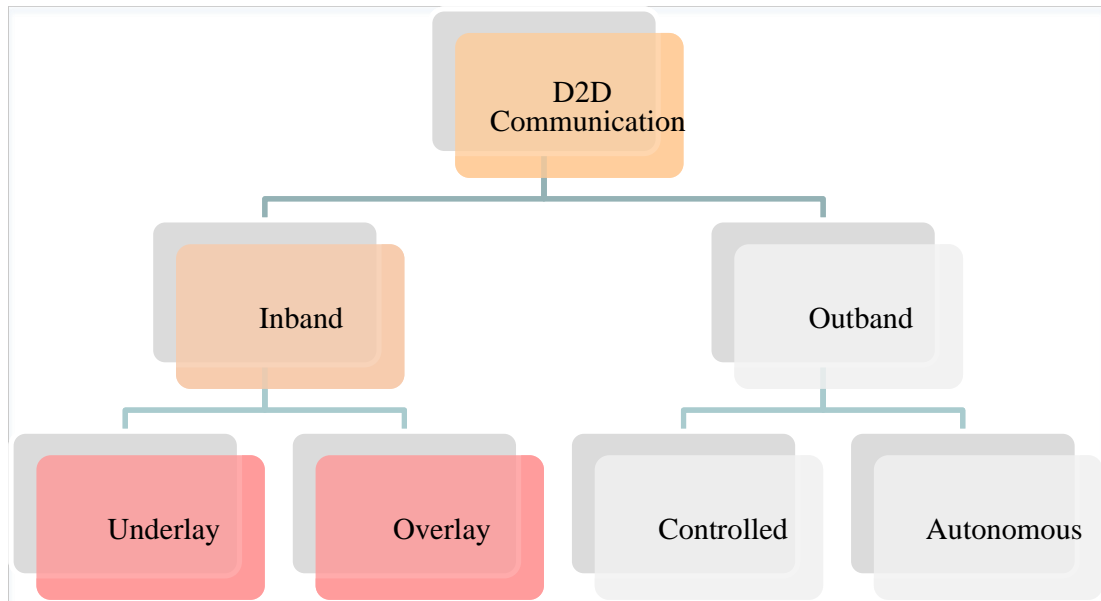 D2D
Communication
Inband
Outband
Underlay
Overlay
Controlled
Autonomous